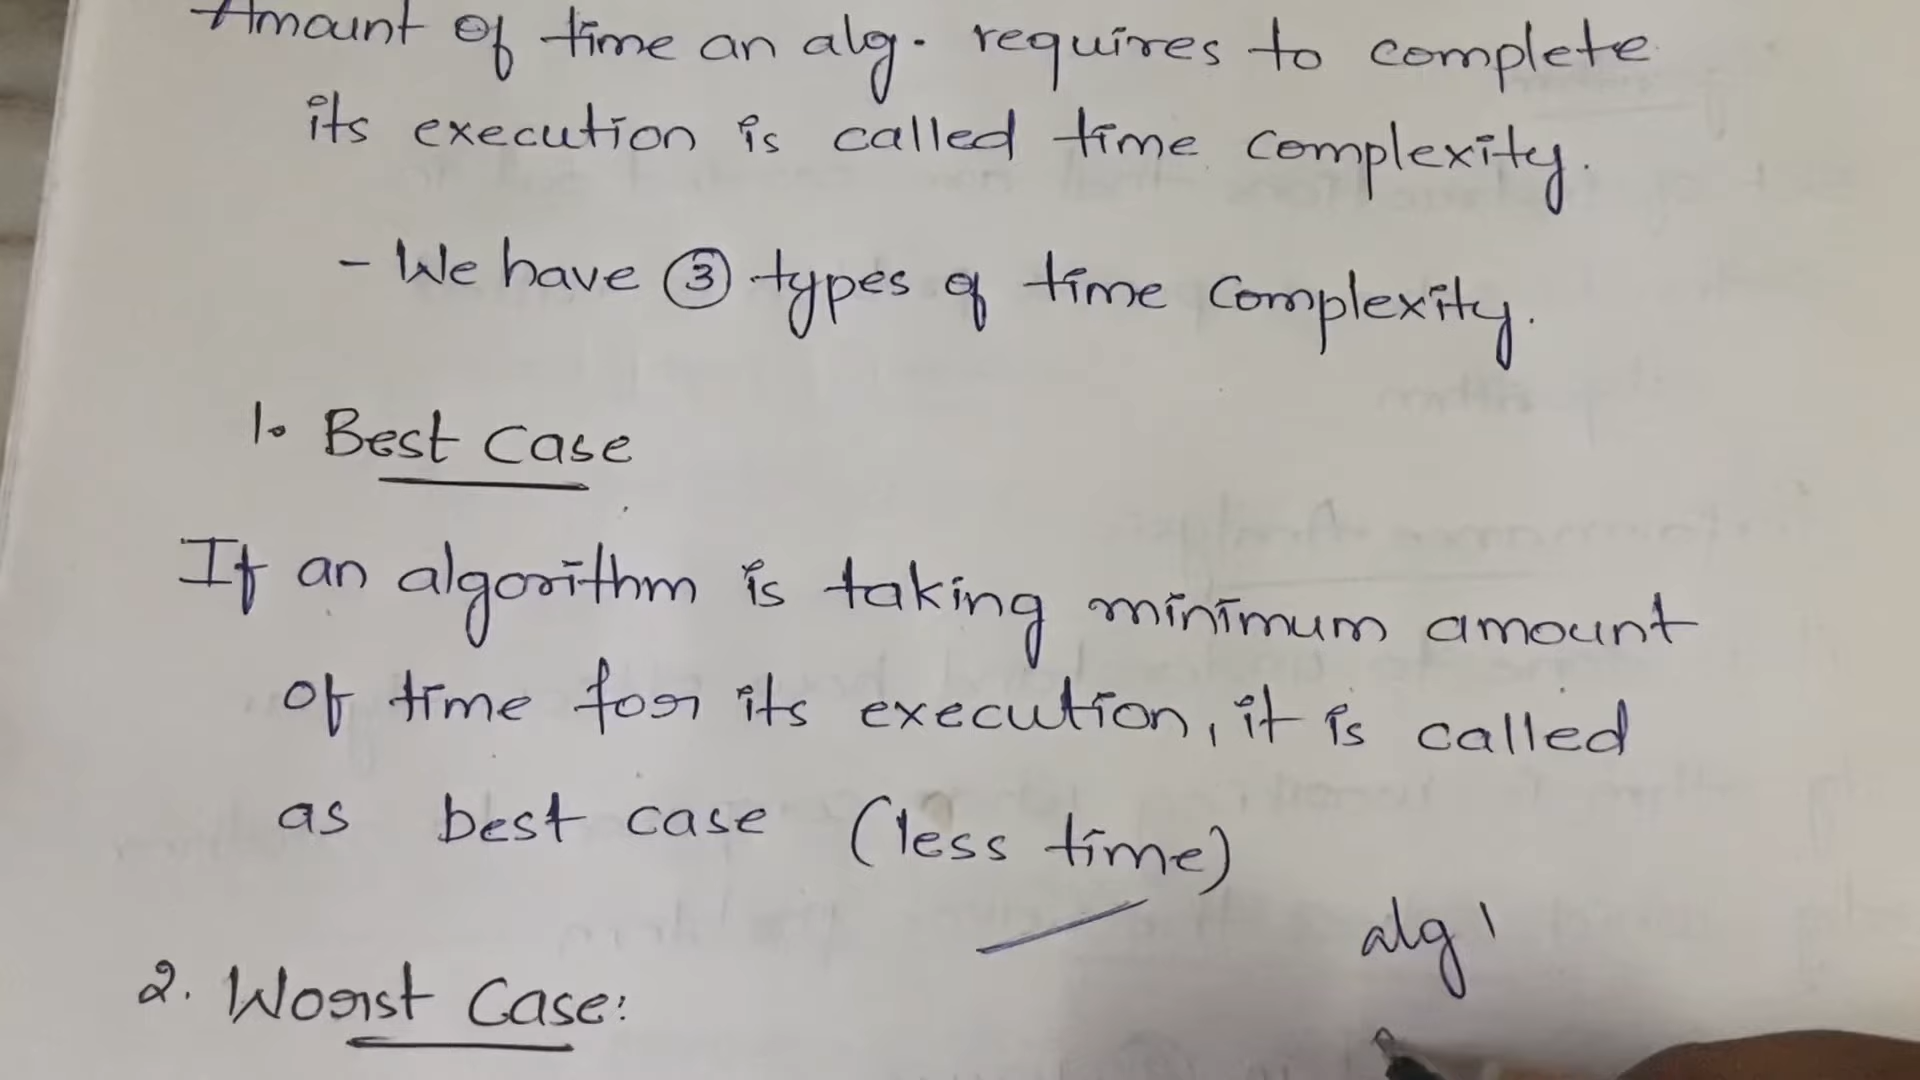 Amount of time an alg. requires to complete
its execution is called time complexity.
- We have ③ types of time complexity.
1. Best Case
If an algorithm is taking minimum amount
of time for its execution, it is called
as best case (less time)
alg 1
2. Worst Case: